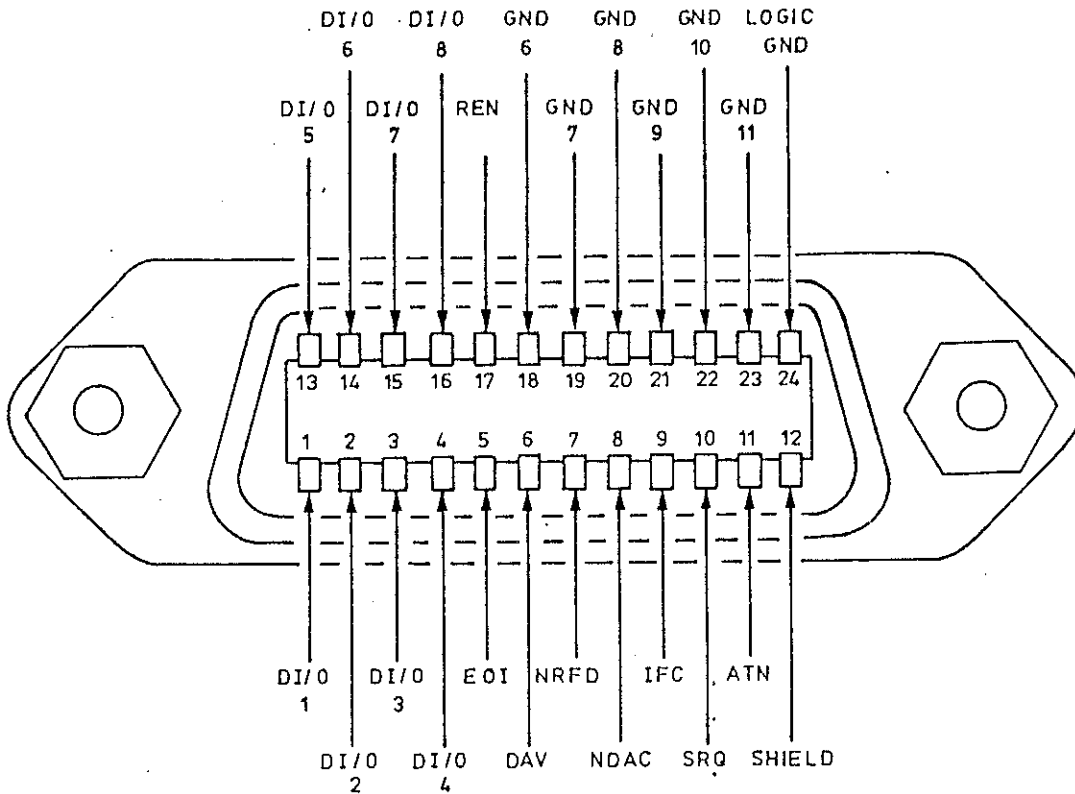 DI/O DI/O GND GND GND LOGIC
6 8 6 8 10 GND
DI/O DI/O REN GND GND GND
5 7 7 9 11
13 14 15 16 17 18 19 20 21 22 23 24
1 2 3 4 5 6 7 8 9 10 11 12
DI/O DI/O EOI NRFD IFC ATN
1 3
DI/O DI/O DAV NDAC SRQ SHIELD
2 4